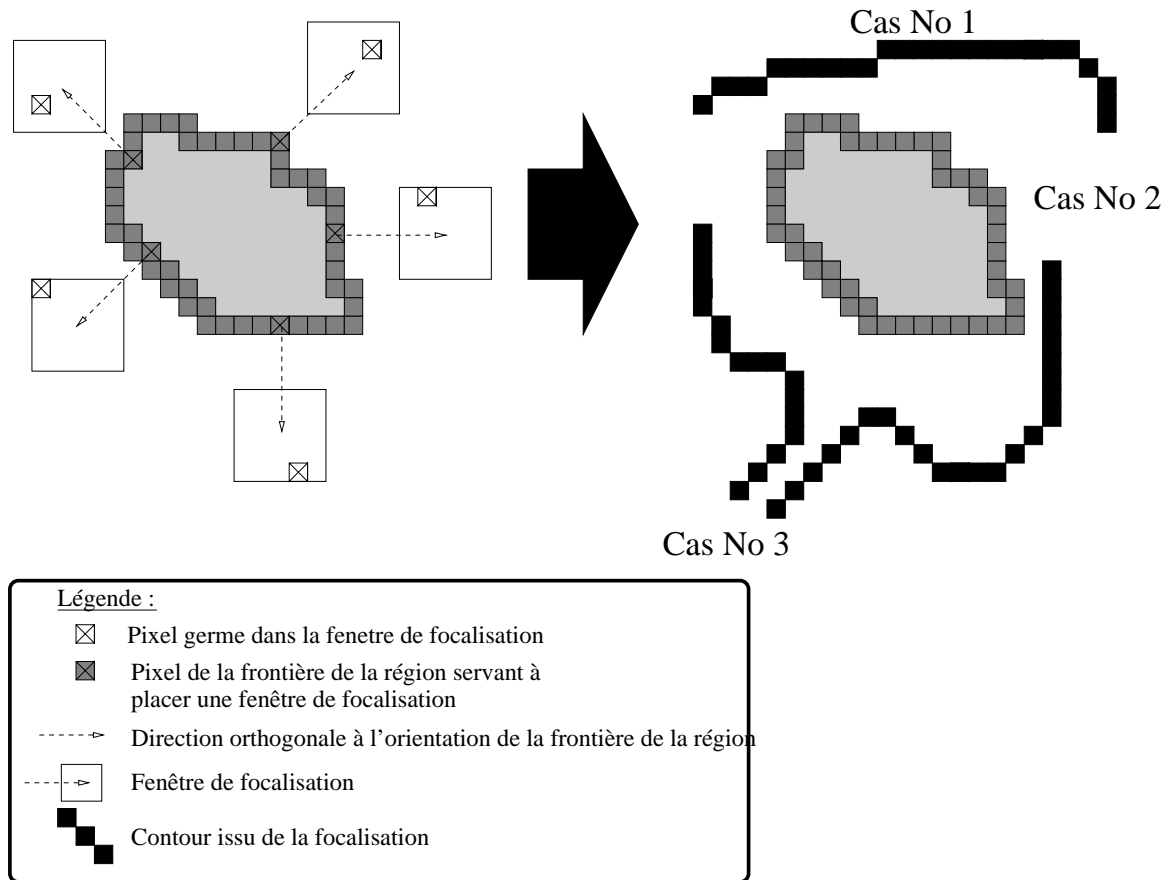 Cas No 1
Cas No 2
Cas No 3
Légende :
Pixel germe dans la fenetre de focalisation
Pixel de la frontière de la région servant à
placer une fenêtre de focalisation
Direction orthogonale à l'orientation de la frontière de la région
Fenêtre de focalisation
Contour issu de la focalisation